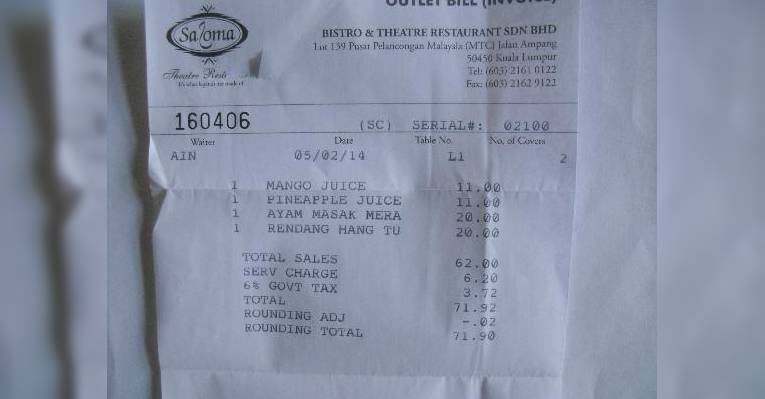 OUTLET BILL (INVOICE)
Saloma
Theatre Rest
BISTRO & THEATRE RESTAURANT SDN BHD
Lot 139 Pusat Pelancongan Malaysia (MTC) Jalan Ampang
50450 Kuala Lumpur
Tel: (603) 2161 0122
Fax: (603) 2162 9122
160406 (SC) SERIAL#: 02100
Waiter Date Table No. No. of Covers
AIN 05/02/14 L1 2
1 MANGO JUICE 11.00
1 PINEAPPLE JUICE 11.00
1 AYAM MASAK MERA 20.00
1 RENDANG HANG TU 20.00
TOTAL SALES 62.00
SERV CHARGE 6.20
6% GOVT TAX 3.72
TOTAL 71.92
ROUNDING ADJ -.02
ROUNDING TOTAL 71.90